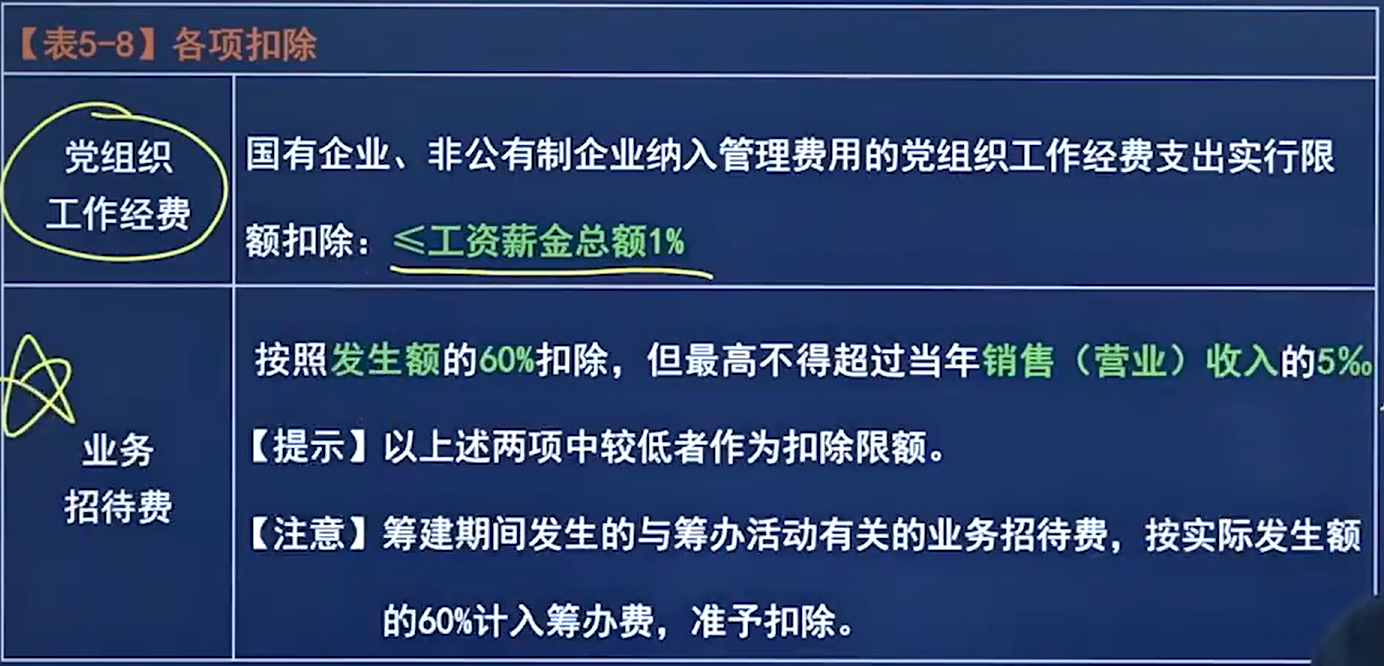 【表5-8】各项扣除
党组织
工作经费
国有企业、非公有制企业纳入管理费用的党组织工作经费支出实行限
额扣除：≤工资薪金总额1%
业务
招待费
按照发生额的60%扣除，但最高不得超过当年销售（营业）收入的5‰
【提示】以上述两项中较低者作为扣除限额。
【注意】筹建期间发生的与筹办活动有关的业务招待费，按实际发生额
的60%计入筹办费，准予扣除。